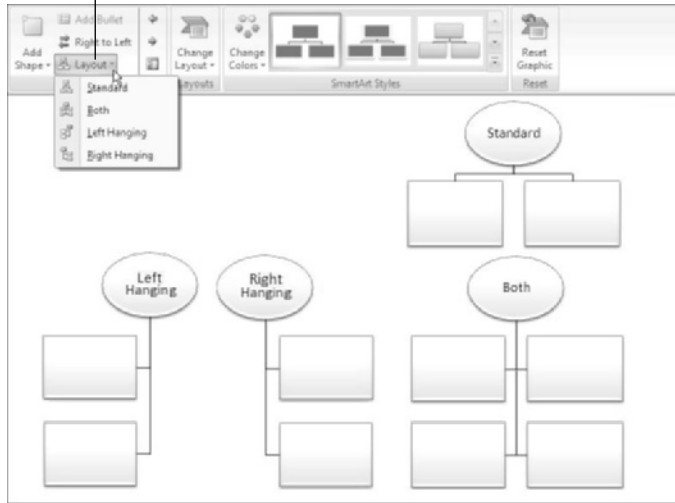 Add Bullet
Right to Left
Add
Shape
Layout
Change
Layout
Layouts
Change
Colors
SmartArt Styles
Reset
Graphic
Reset
Standard
Both
Left Hanging
Right Hanging
Standard
Left
Hanging
Right
Hanging
Both